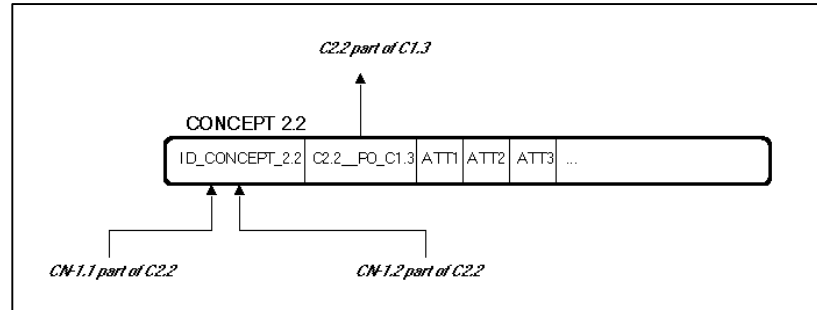 C2.2 part of C1.3
CONCEPT 2.2
ID_CONCEPT_2.2 C2.2__PO_C1.3 ATT1 ATT2 ATT3 ...
CN-1.1 part of C2.2 CN-1.2 part of C2.2